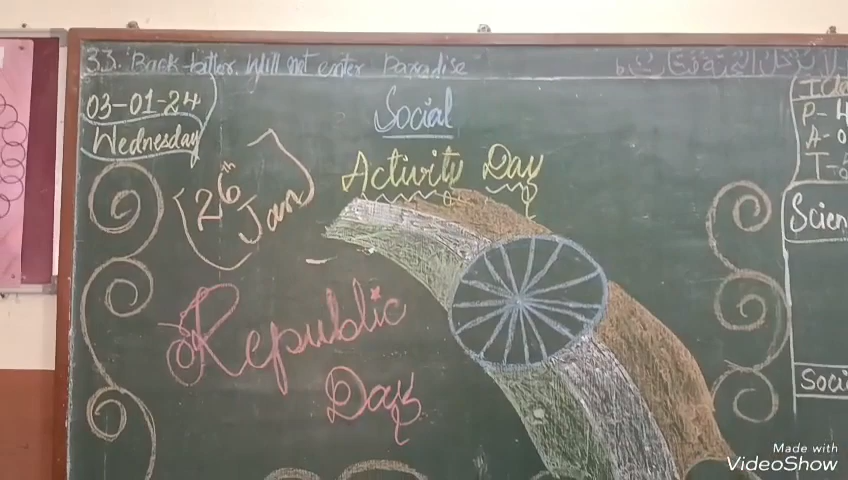 33. Back-bitter will not enter Paradise
03-01-24
Wednesday
Social
Activity Day
26th Jan
Republic
Day
P-
A-
T-
Scien
Soci
Made with
VideoShow